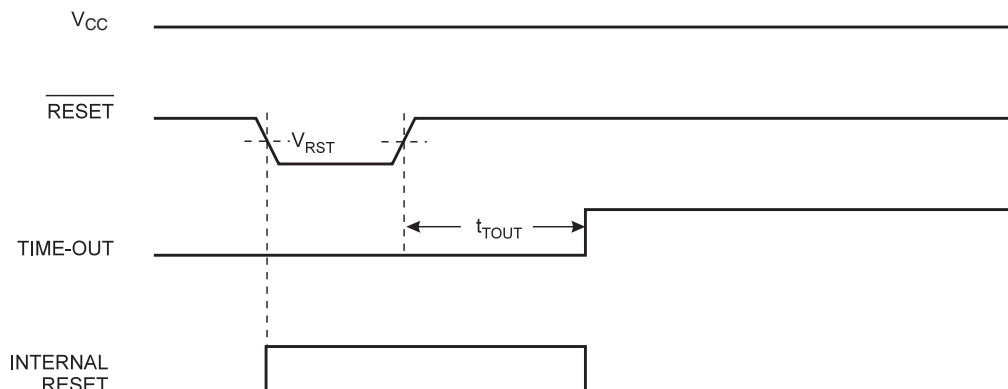 VCC
RESET
VRST
tTOUT
TIME-OUT
INTERNAL
RESET